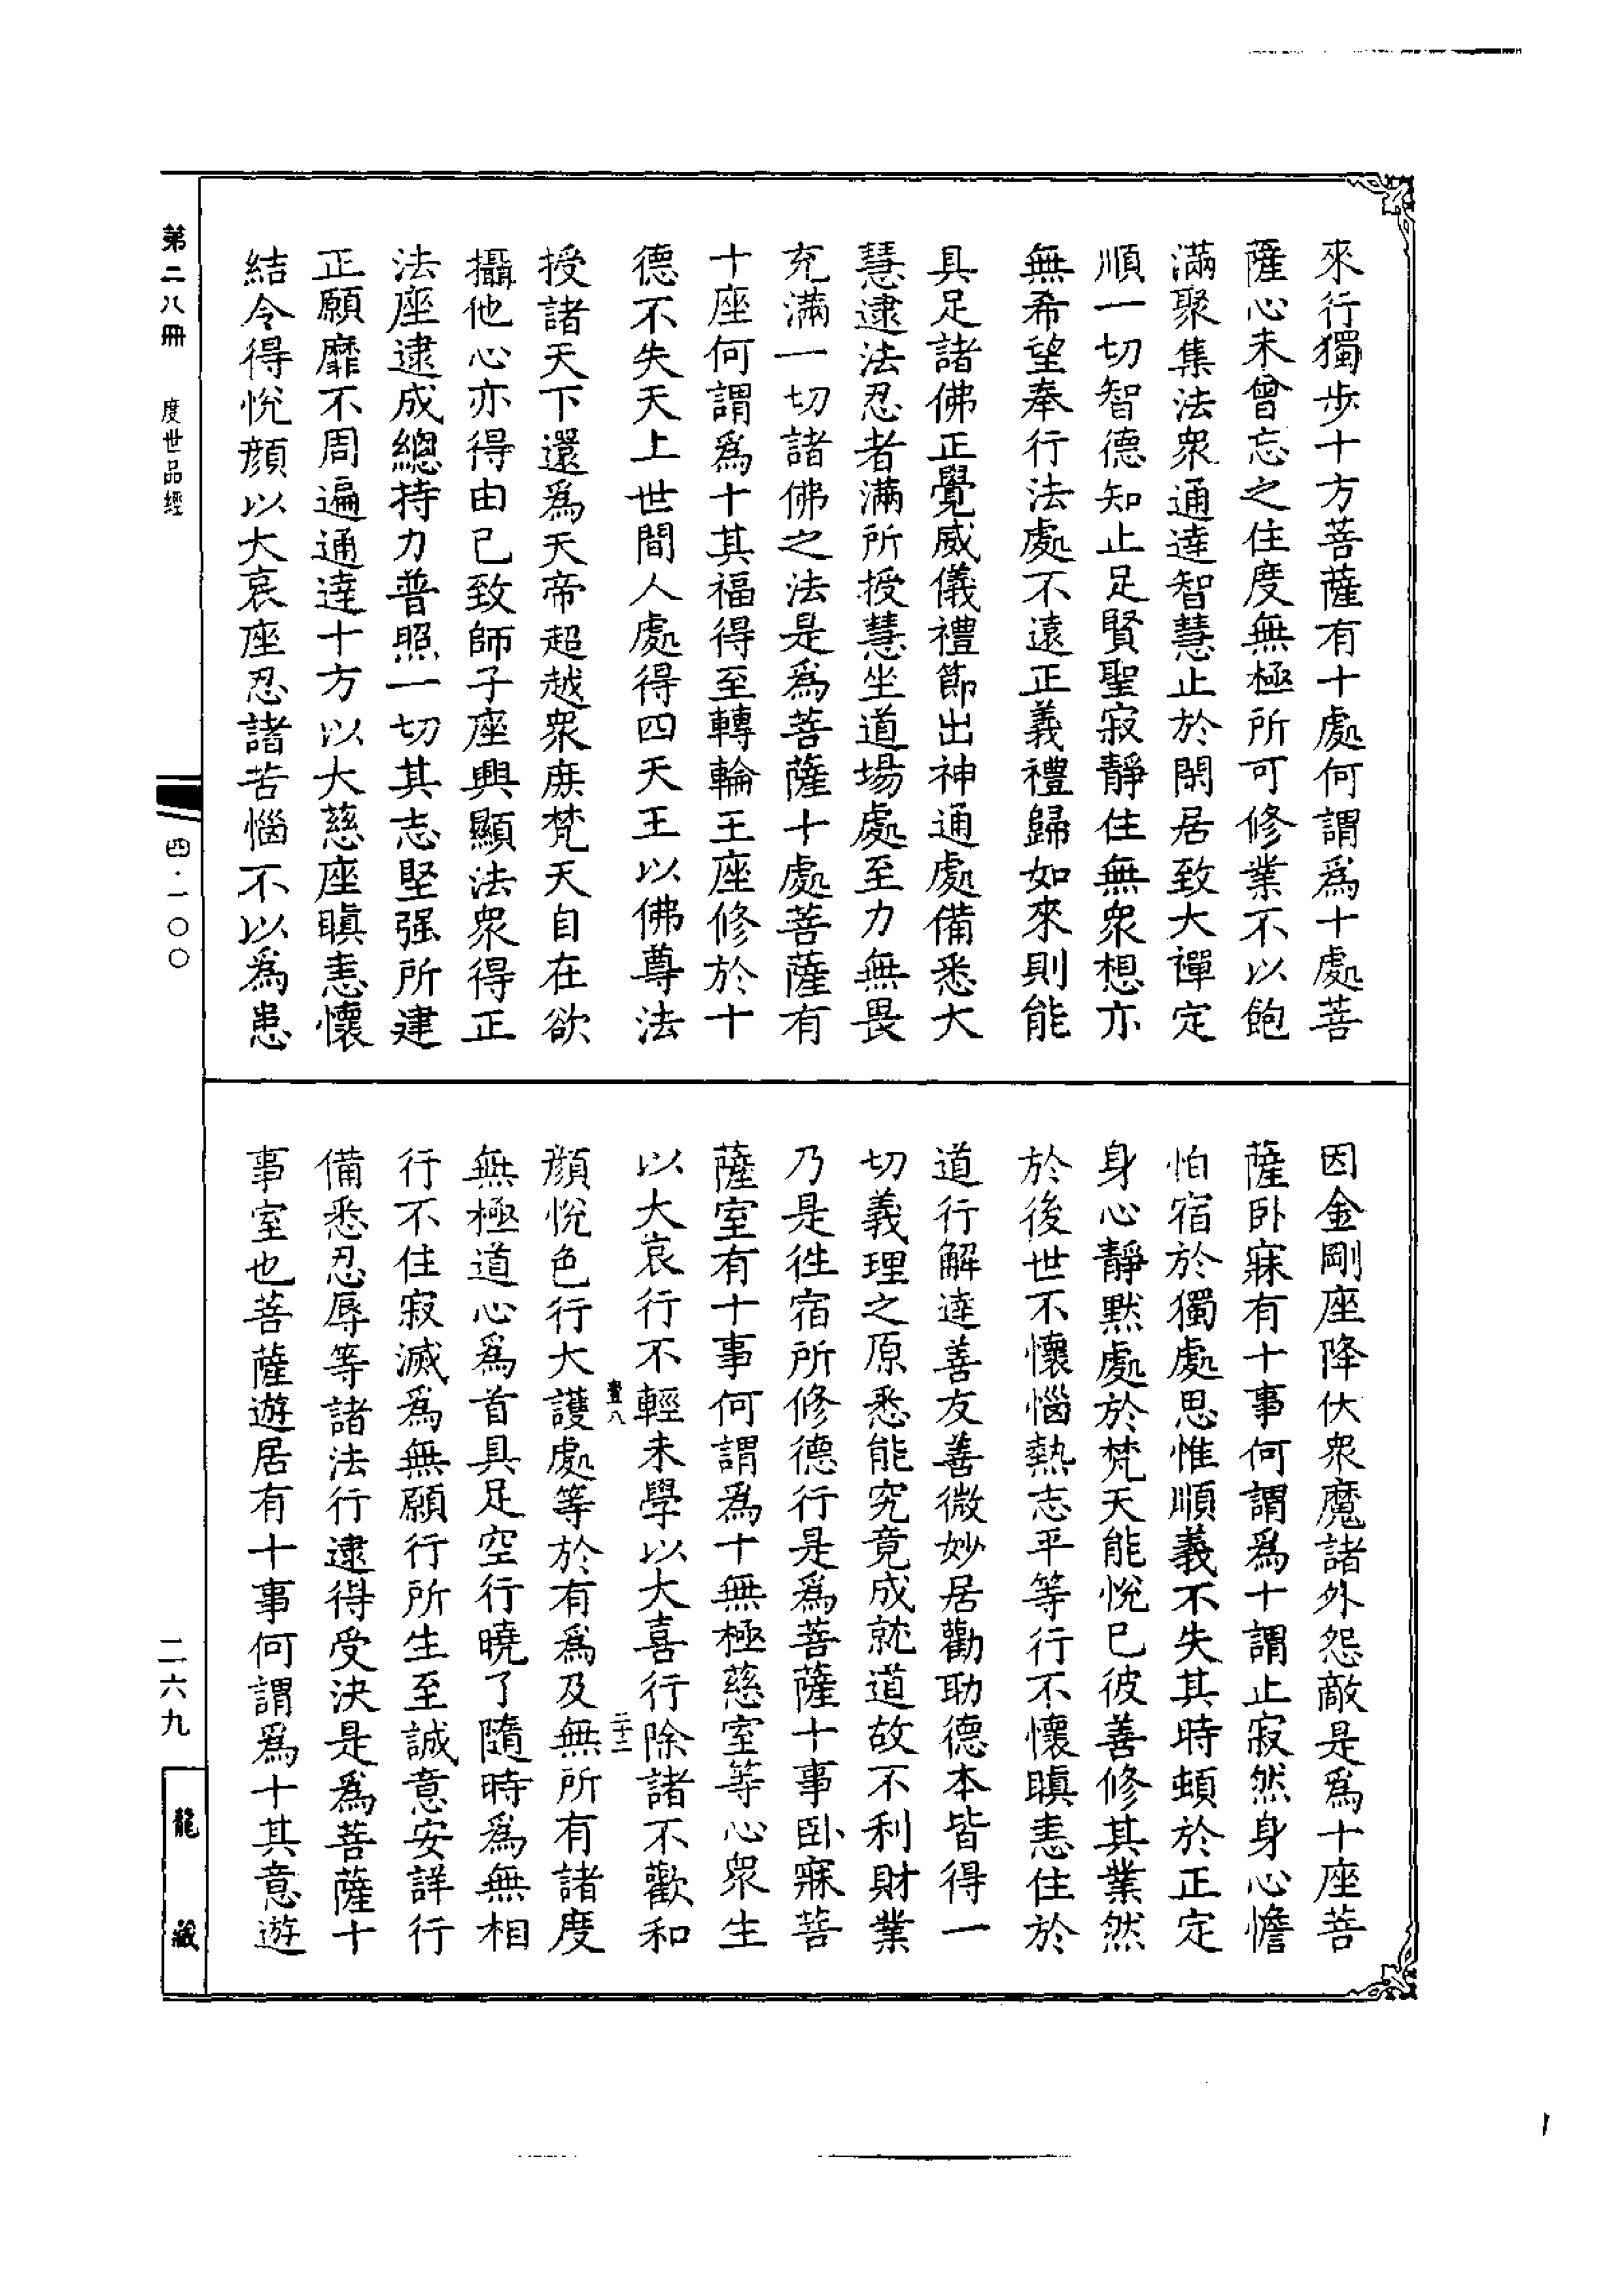 來行獨步十方菩薩有十處何謂爲十處菩
薩心未曾忘之住度無極所可修業不以飽
滿聚集法衆通達智慧止於閑居致大禪定
順一切智德知止足賢聖寂靜住無衆想亦
無希望奉行法處不遠正義禮歸如來則能
具足諸佛正覺威儀禮節出神通處備悉大
慧逮法忍者滿所授慧坐道場處至力無畏
充滿一切諸佛之法是爲菩薩十處菩薩有
十座何謂爲十其福得至轉輪王座修於十
德不失天上世間人處得四天王以佛尊法
授諸天下還爲天帝超越衆庶梵天自在欲
攝他心亦得由已致師子座興顯法衆得正
法座逮成總持力普照一切其志堅强所建
正願靡不周遍通達十方以大慈座瞋恚懷
結令得悅顔以大哀座忍諸苦惱不以爲患
因金剛座降伏衆魔諸外怨敵是爲十座菩
薩卧寐有十事何謂爲十謂止寂然身心憺
怕宿於獨處思惟順義不失其時頓於正定
身心靜默處於梵天能悅已彼善修其業然
於後世不懷惱熱志平等行不懷瞋恚住於
道行解達善友善微妙居勸助德本皆得一
切義理之原悉能究竟成就道故不利財業
乃是徃宿所修德行是爲菩薩十事卧寐菩
薩室有十事何謂爲十無極慈室等心衆生
以大哀行不輕未學以大喜行除諸不歡和
顔悅色行大護處等於有爲及無所有諸度
無極道心爲首具足空行曉了隨時爲無相
行不住寂滅爲無願行所生至誠意安詳行
備悉忍辱等諸法行逮得受決是爲菩薩十
事室也菩薩遊居有十事何謂爲十其意遊
第二八冊 度世品經
四·一〇〇
二六九
龍藏